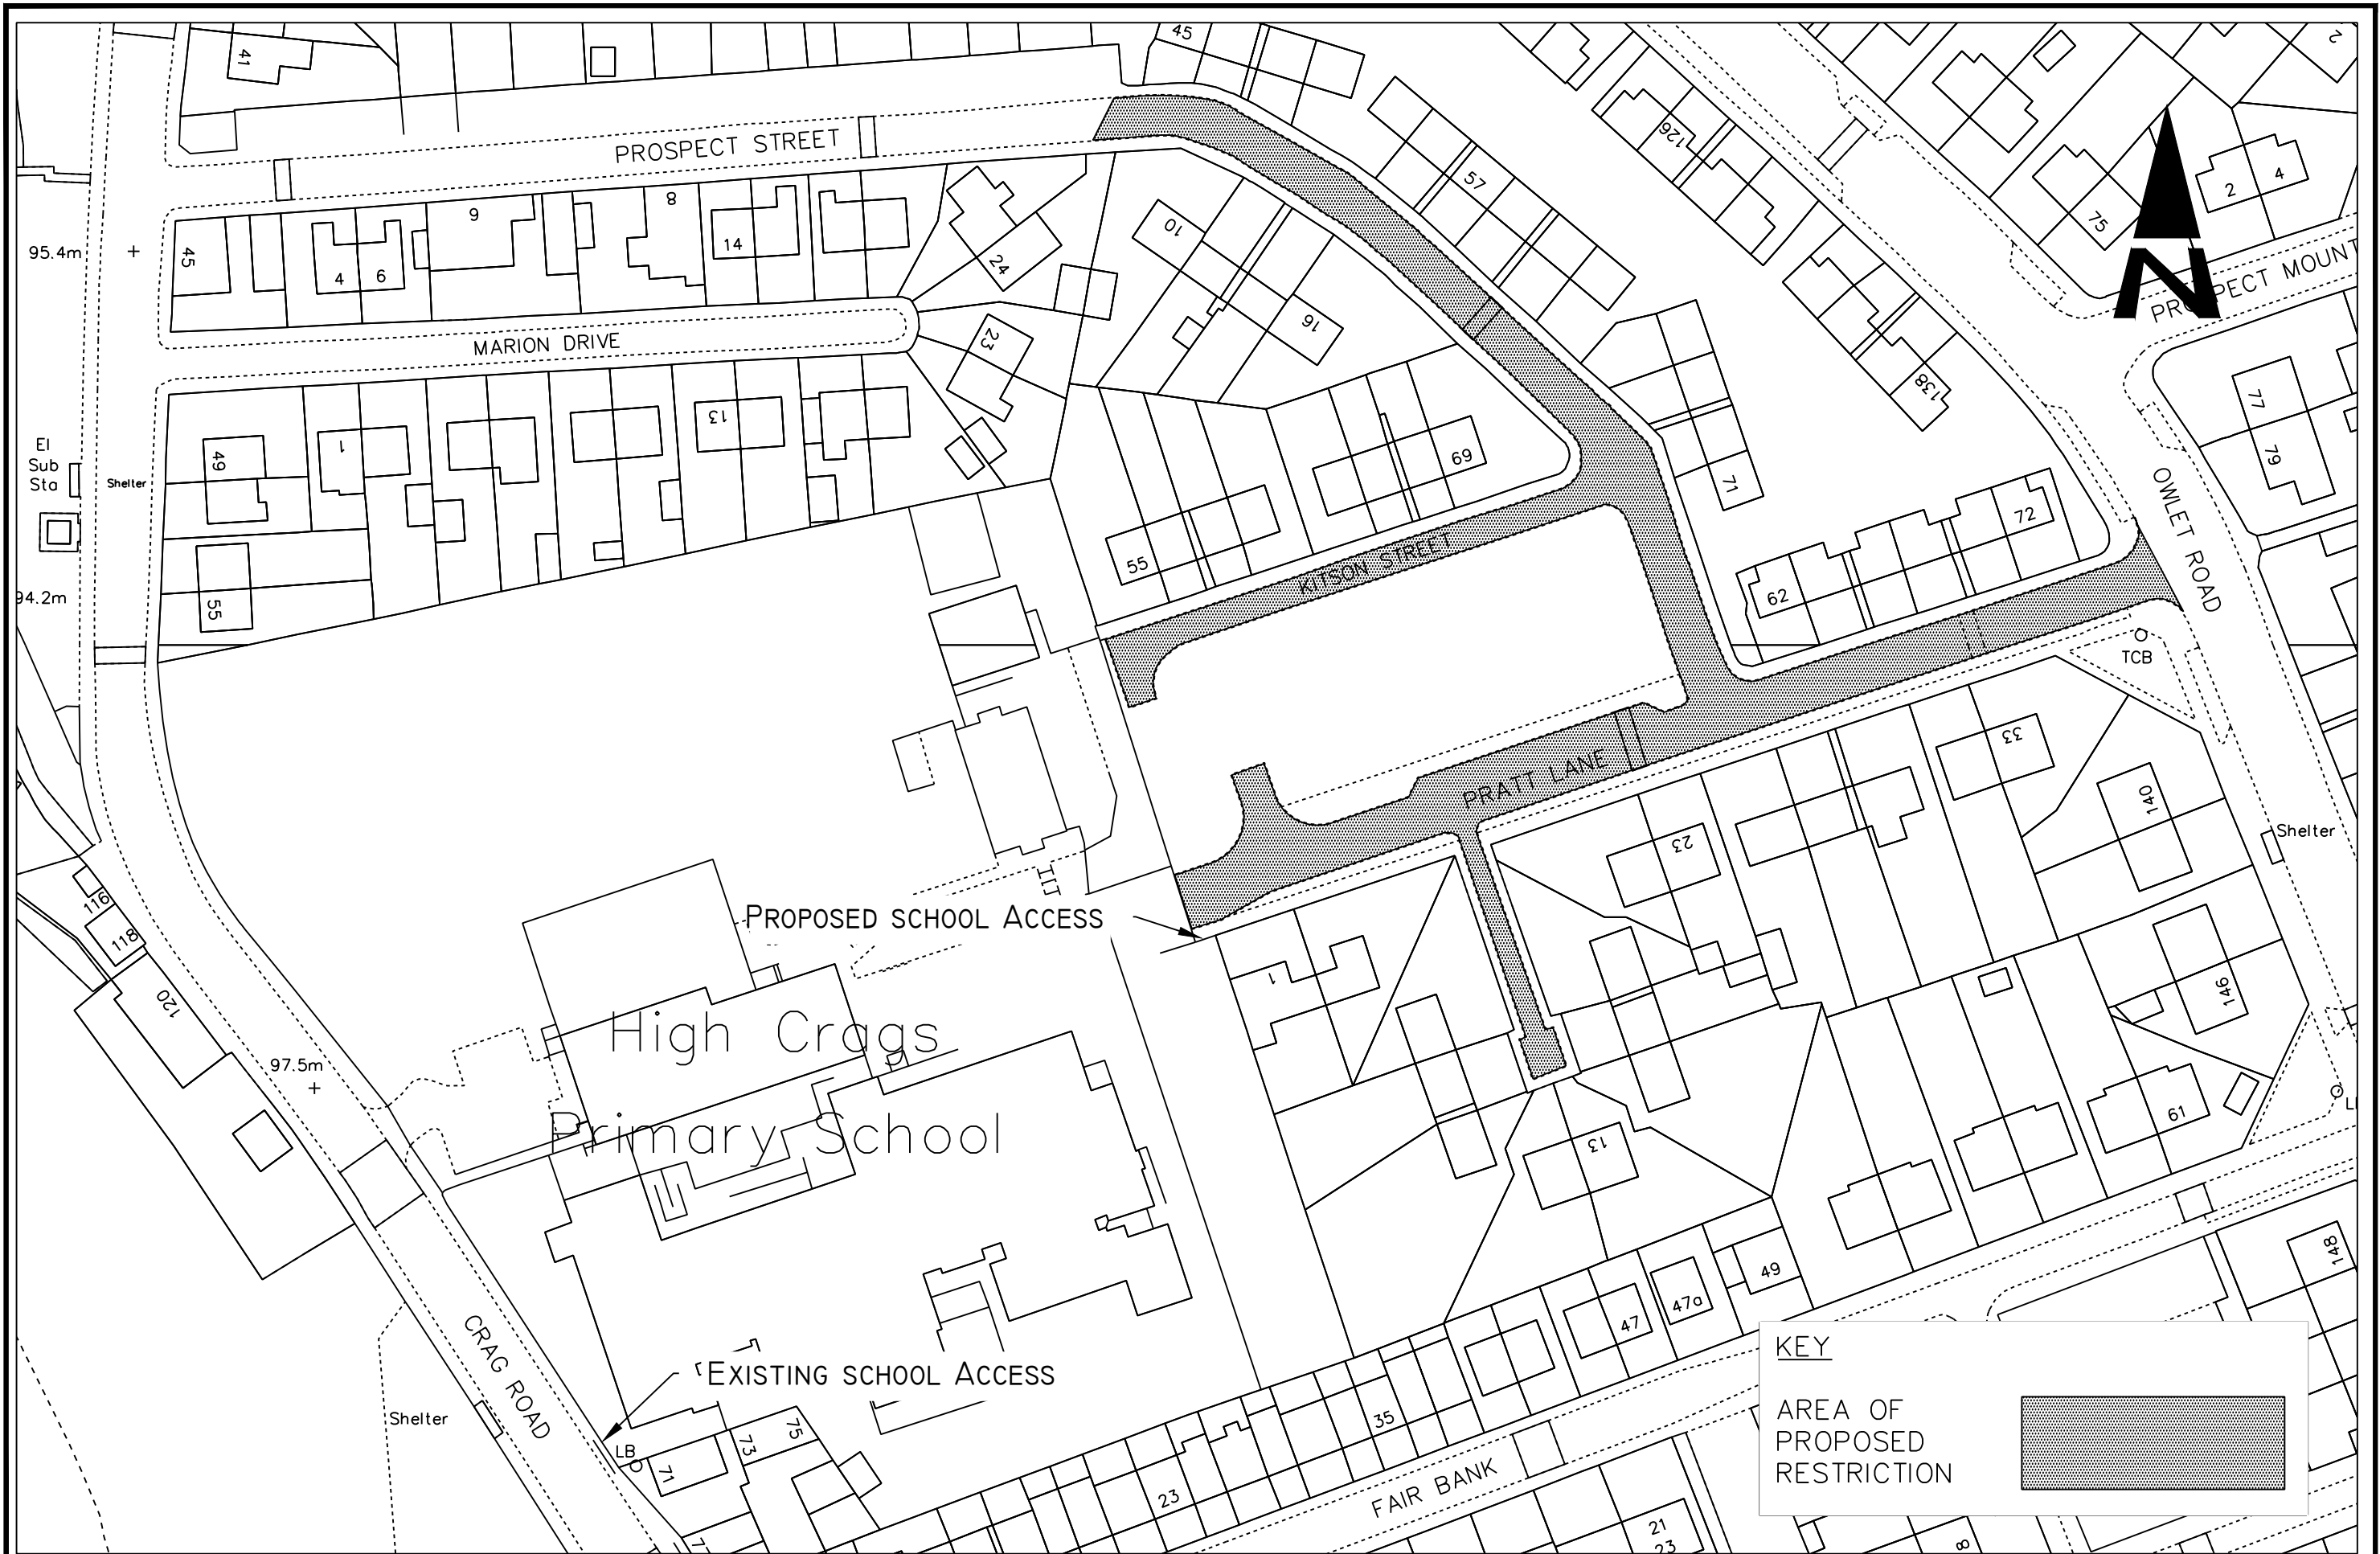 41
45
2
126
57
PROSPECT STREET
75
2
4
N
PROSPECT MOUNT
95.4m
45
4
6
9
8
14
24
10
16
23
MARION DRIVE
138
77
79
El
Sub
Sta
Shelter
49
1
13
69
71
72
62
OWLET ROAD
55
KITSON STREET
94.2m
55
TCB
33
PRATT LANE
140
Shelter
23
116
118
120
PROPOSED SCHOOL ACCESS
1
146
High Crags
Primary School
97.5m
13
61
148
49
47a
47
CRAG ROAD
EXISTING SCHOOL ACCESS
Shelter
LB
71
73
75
35
23
FAIR BANK
21
23
8
KEY
AREA OF
PROPOSED
RESTRICTION